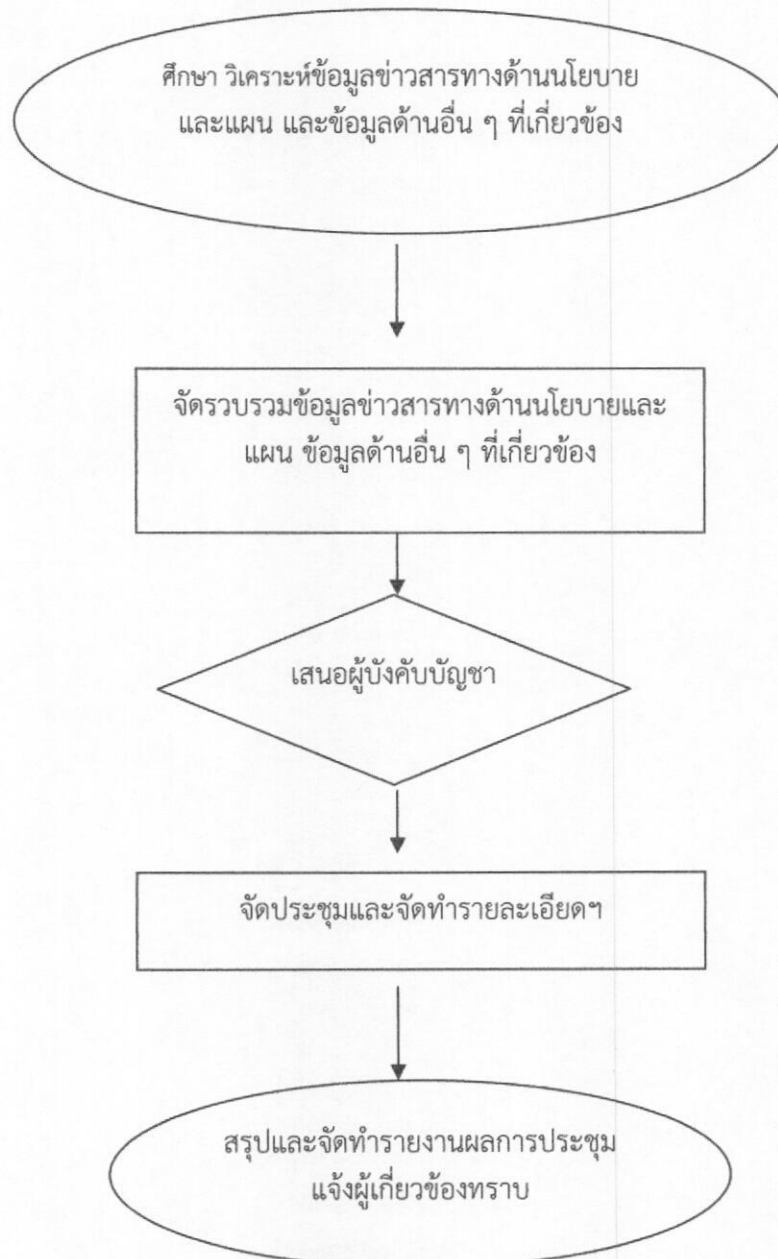 ศึกษา วิเคราะห์ข้อมูลข่าวสารทางด้านนโยบาย
และแผน และข้อมูลด้านอื่น ๆ ที่เกี่ยวข้อง
จัดรวบรวมข้อมูลข่าวสารทางด้านนโยบายและ
แผน ข้อมูลด้านอื่น ๆ ที่เกี่ยวข้อง
เสนอผู้บังคับบัญชา
จัดประชุมและจัดทำรายละเอียดฯ
สรุปและจัดทำรายงานผลการประชุม
แจ้งผู้เกี่ยวข้องทราบ